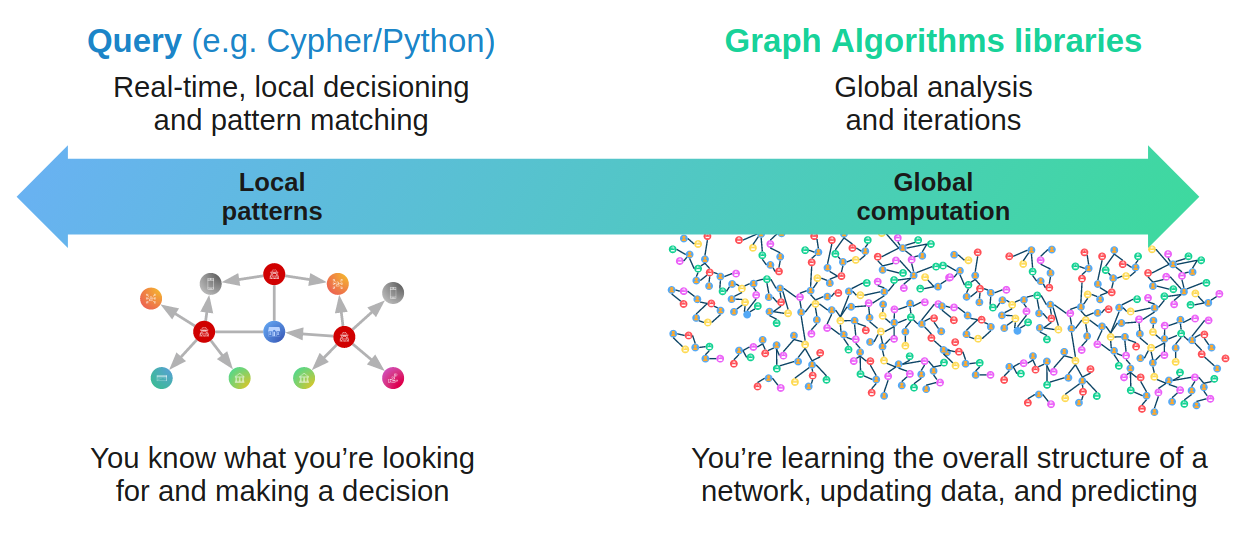 Query (e.g. Cypher/Python)
Real-time, local decisioning
and pattern matching
Graph Algorithms libraries
Global analysis
and iterations
Local
patterns
Global
computation
You know what you’re looking
for and making a decision
You’re learning the overall structure of a
network, updating data, and predicting